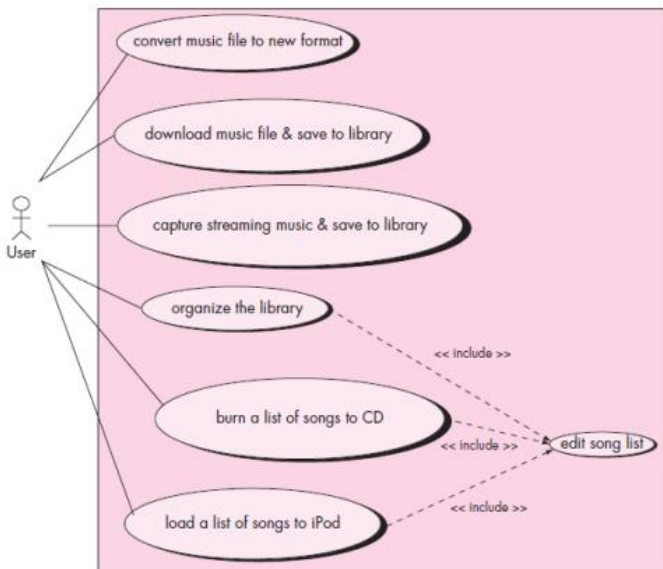 convert music file to new format
download music file & save to library
capture streaming music & save to library
User
organize the library
<< include >>
burn a list of songs to CD
<< include >>
edit song list
<< include >>
load a list of songs to iPod